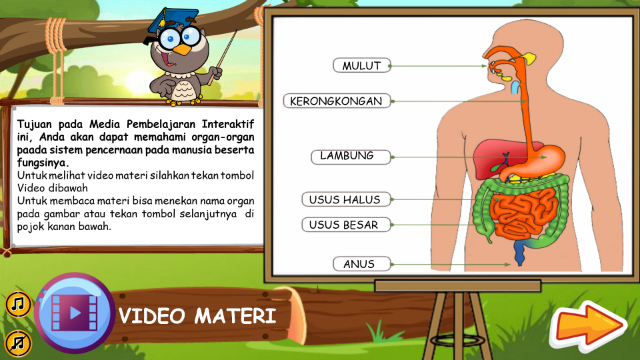 Tujuan pada Media Pembelajaran Interaktif
ini, Anda akan dapat memahami organ-organ
paada sistem pencernaan pada manusia beserta
fungsinya.
Untuk melihat video materi silahkan tekan tombol
Video dibawah
Untuk membaca materi bisa menekan nama organ
pada gambar atau tekan tombol selanjutnya di
pojok kanan bawah.
MULUT
KERONGKONGAN
LAMBUNG
USUS HALUS
USUS BESAR
ANUS
VIDEO MATERI